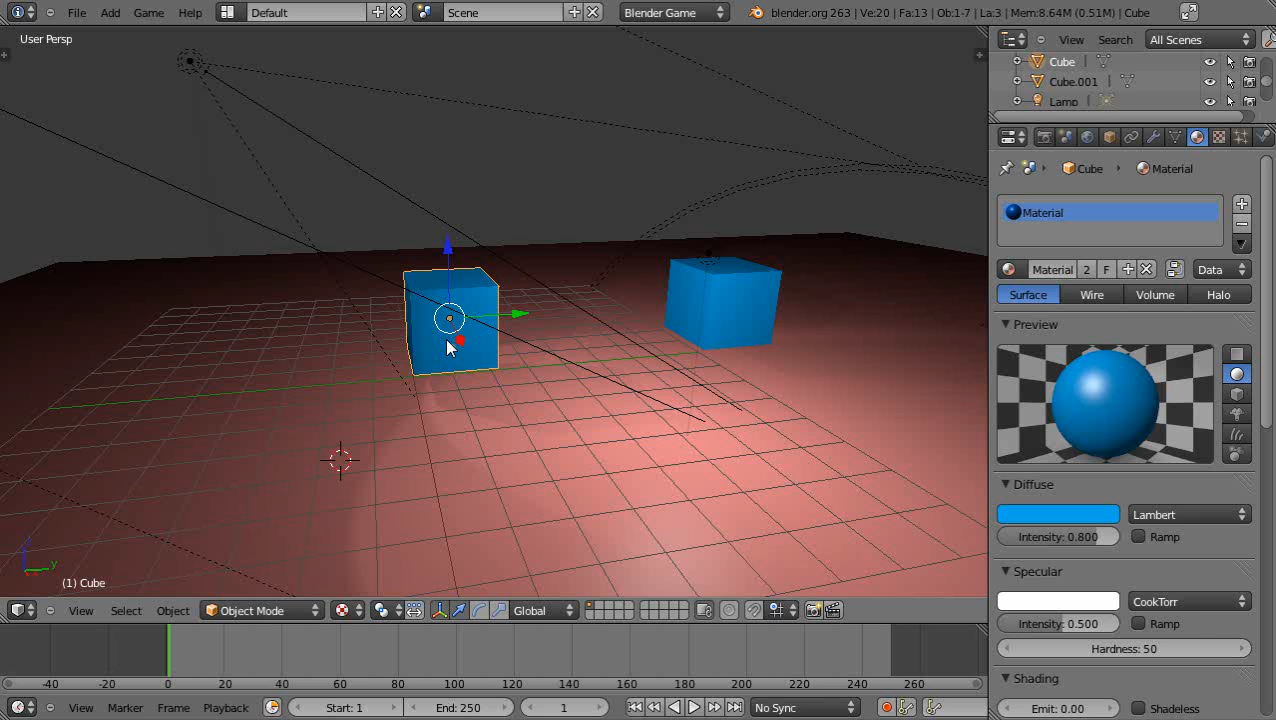 File Add Game Help Default Scene Blender Game blender.org 263 | Ve:20 | Fa:13 | Ob:1-7 | La:3 | Mem:8.64M (0.51M) | Cube
User Persp
View Search All Scenes
Cube
Cube.001
Lamp
Cube Material
Material
Material 2 F Data
Surface Wire Volume Halo
Preview
Diffuse
Lambert
Intensity: 0.800 Ramp
Specular
CookTorr
Intensity: 0.500 Ramp
Hardness: 50
Shading
Emit: 0.00 Shadeless
z y
(1) Cube
View Select Object Object Mode Global
-40 -20 0 20 40 60 80 100 120 140 160 180 200 220 240 260
View Marker Frame Playback Start: 1 End: 250 1 No Sync